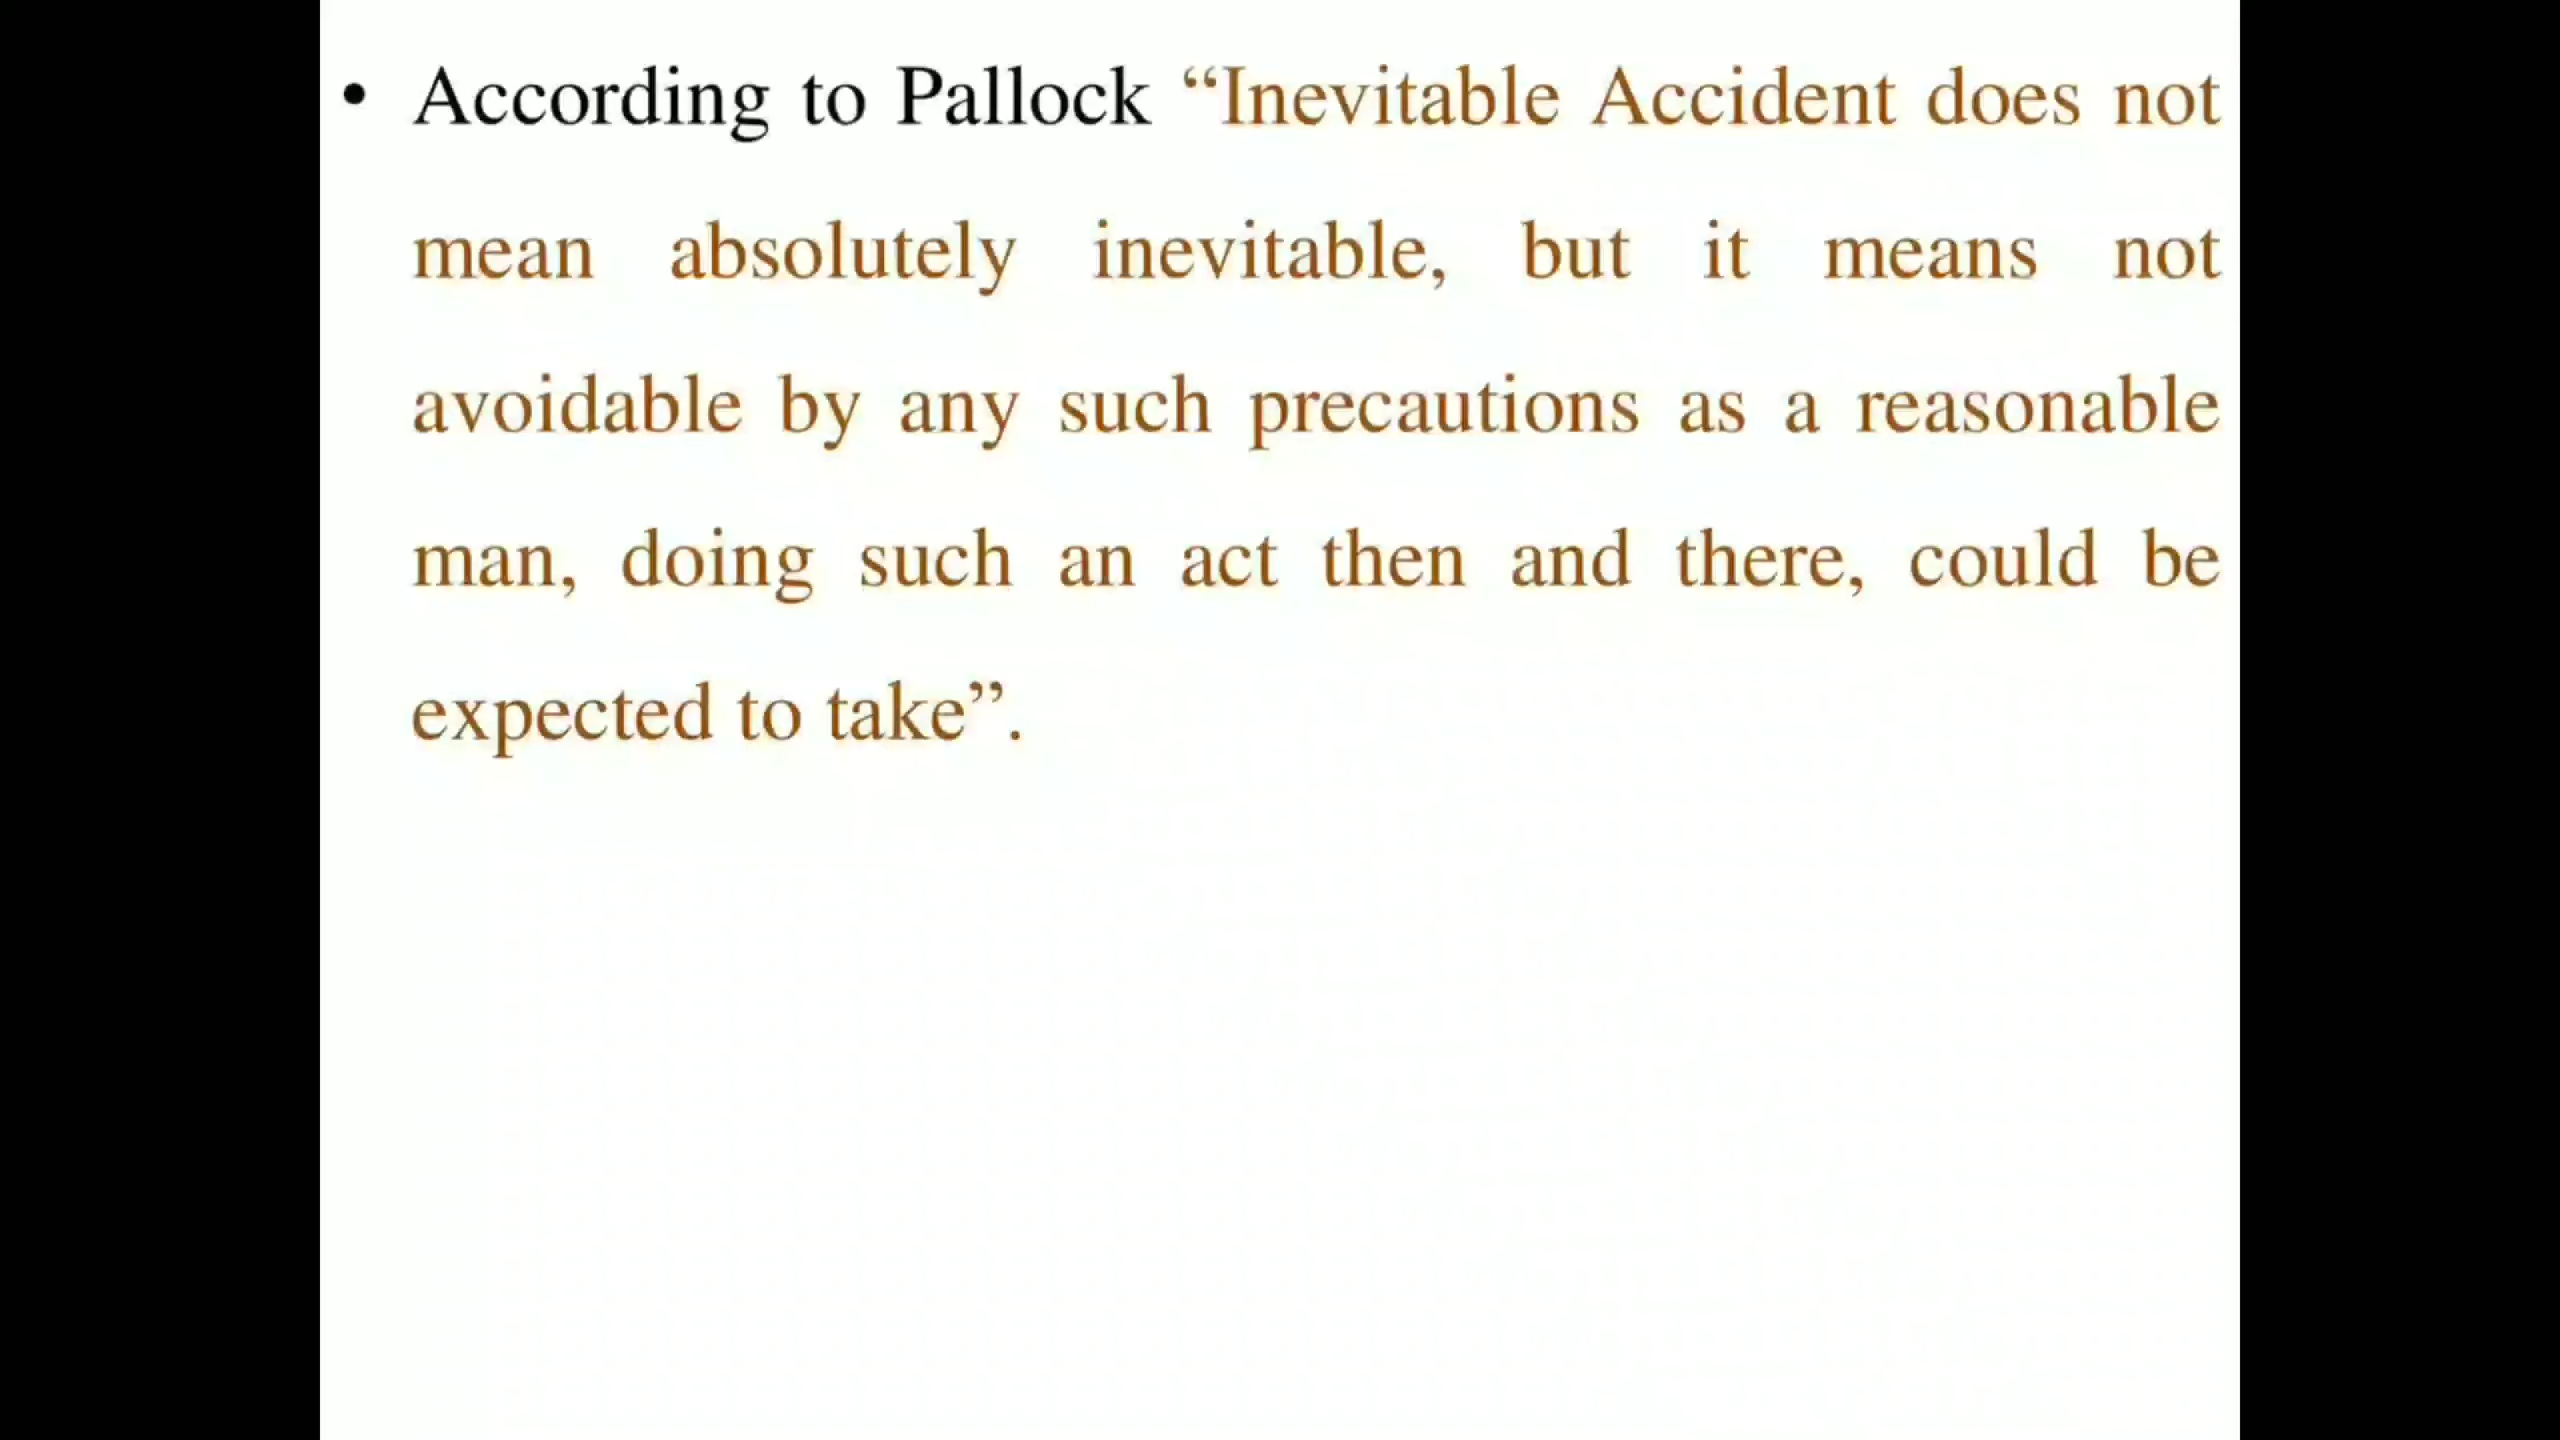 • According to Pallock “Inevitable Accident does not
mean absolutely inevitable, but it means not
avoidable by any such precautions as a reasonable
man, doing such an act then and there, could be
expected to take”.